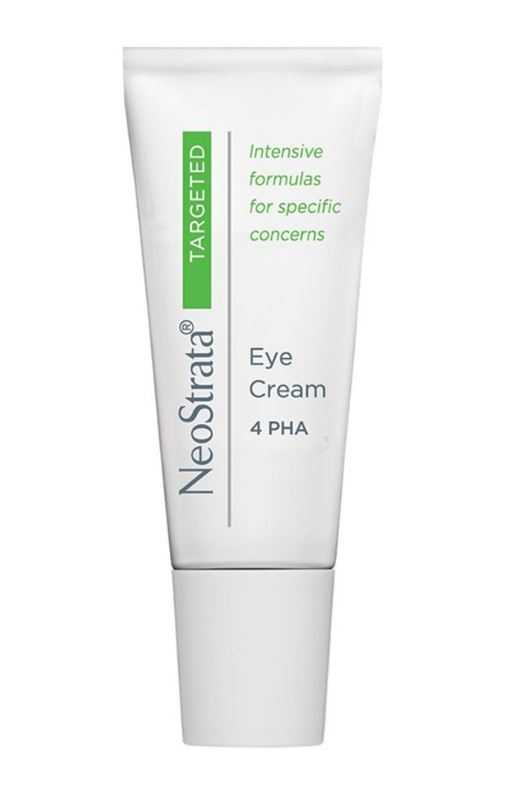 TARGETED
NeoStrata®
Intensive
formulas
for specific
concerns
Eye
Cream
4 PHA